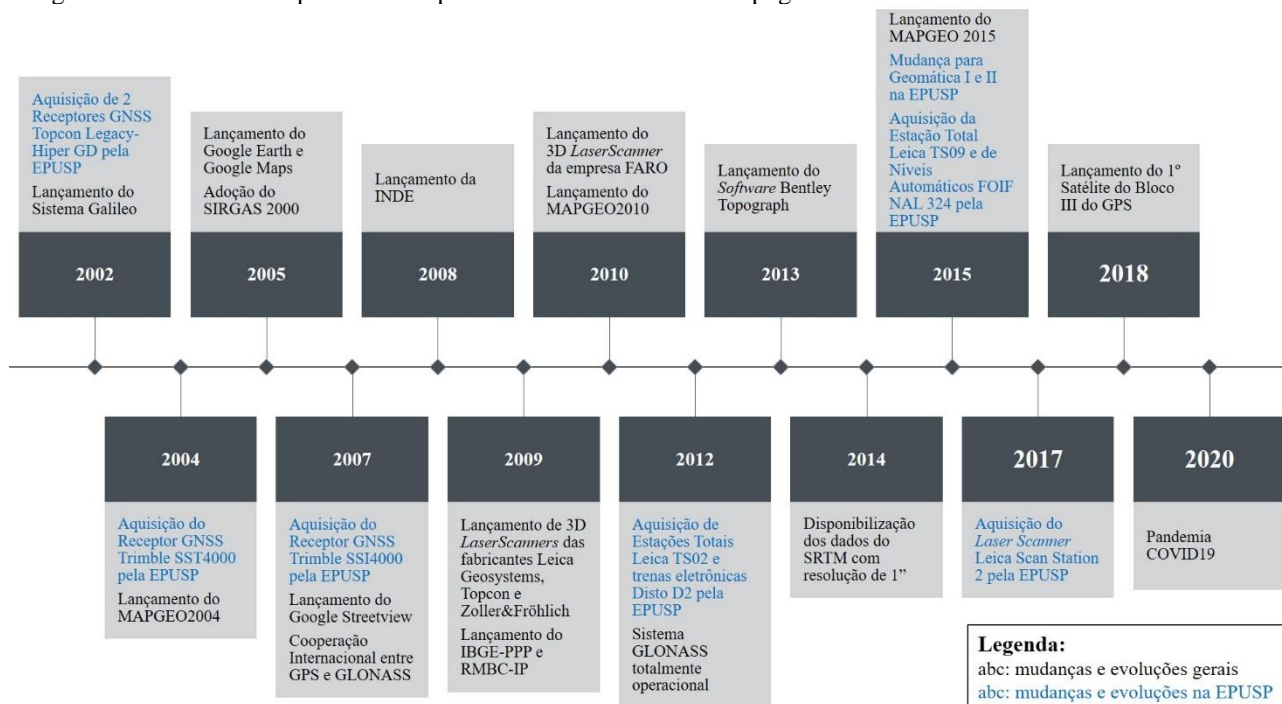 Aquisição de 2
Receptores GNSS
Topcon Legacy-
Hiper GD pela
EPUSP
Lançamento do
Sistema Galileo
2002
Lançamento do
Google Earth e
Google Maps
Adoção do
SIRGAS 2000
2005
Lançamento da
INDE
2008
Lançamento do
3D LaserScanner
da empresa FARO
Lançamento do
MAPGEO2010
2010
Lançamento do
Software Bentley
Topograph
2013
Lançamento do
MAPGEO 2015
Mudança para
Geomática I e II
na EPUSP
Aquisição da
Estação Total
Leica TS09 e de
Níveis
Automáticos FOIF
NAL 324 pela
EPUSP
2015
Lançamento do 1º
Satélite do Bloco
III do GPS
2018
2004
Aquisição do
Receptor GNSS
Trimble SST4000
pela EPUSP
Lançamento do
MAPGEO2004
2007
Aquisição do
Receptor GNSS
Trimble SSI4000
pela EPUSP
Lançamento do
Google Streetview
Cooperação
Internacional entre
GPS e GLONASS
2009
Lançamento de 3D
LaserScanners das
fabricantes Leica
Geosystems,
Topcon e
Zoller&Fröhlich
Lançamento do
IBGE-PPP e
RMBC-IP
2012
Aquisição de
Estações Totais
Leica TS02 e
trenas eletrônicas
Disto D2 pela
EPUSP
Sistema
GLONASS
totalmente
operacional
2014
Disponibilização
dos dados do
SRTM com
resolução de 1”
2017
Aquisição do
Laser Scanner
Leica Scan Station
2 pela EPUSP
2020
Pandemia
COVID19
Legenda:
abc: mudanças e evoluções gerais
abc: mudanças e evoluções na EPUSP